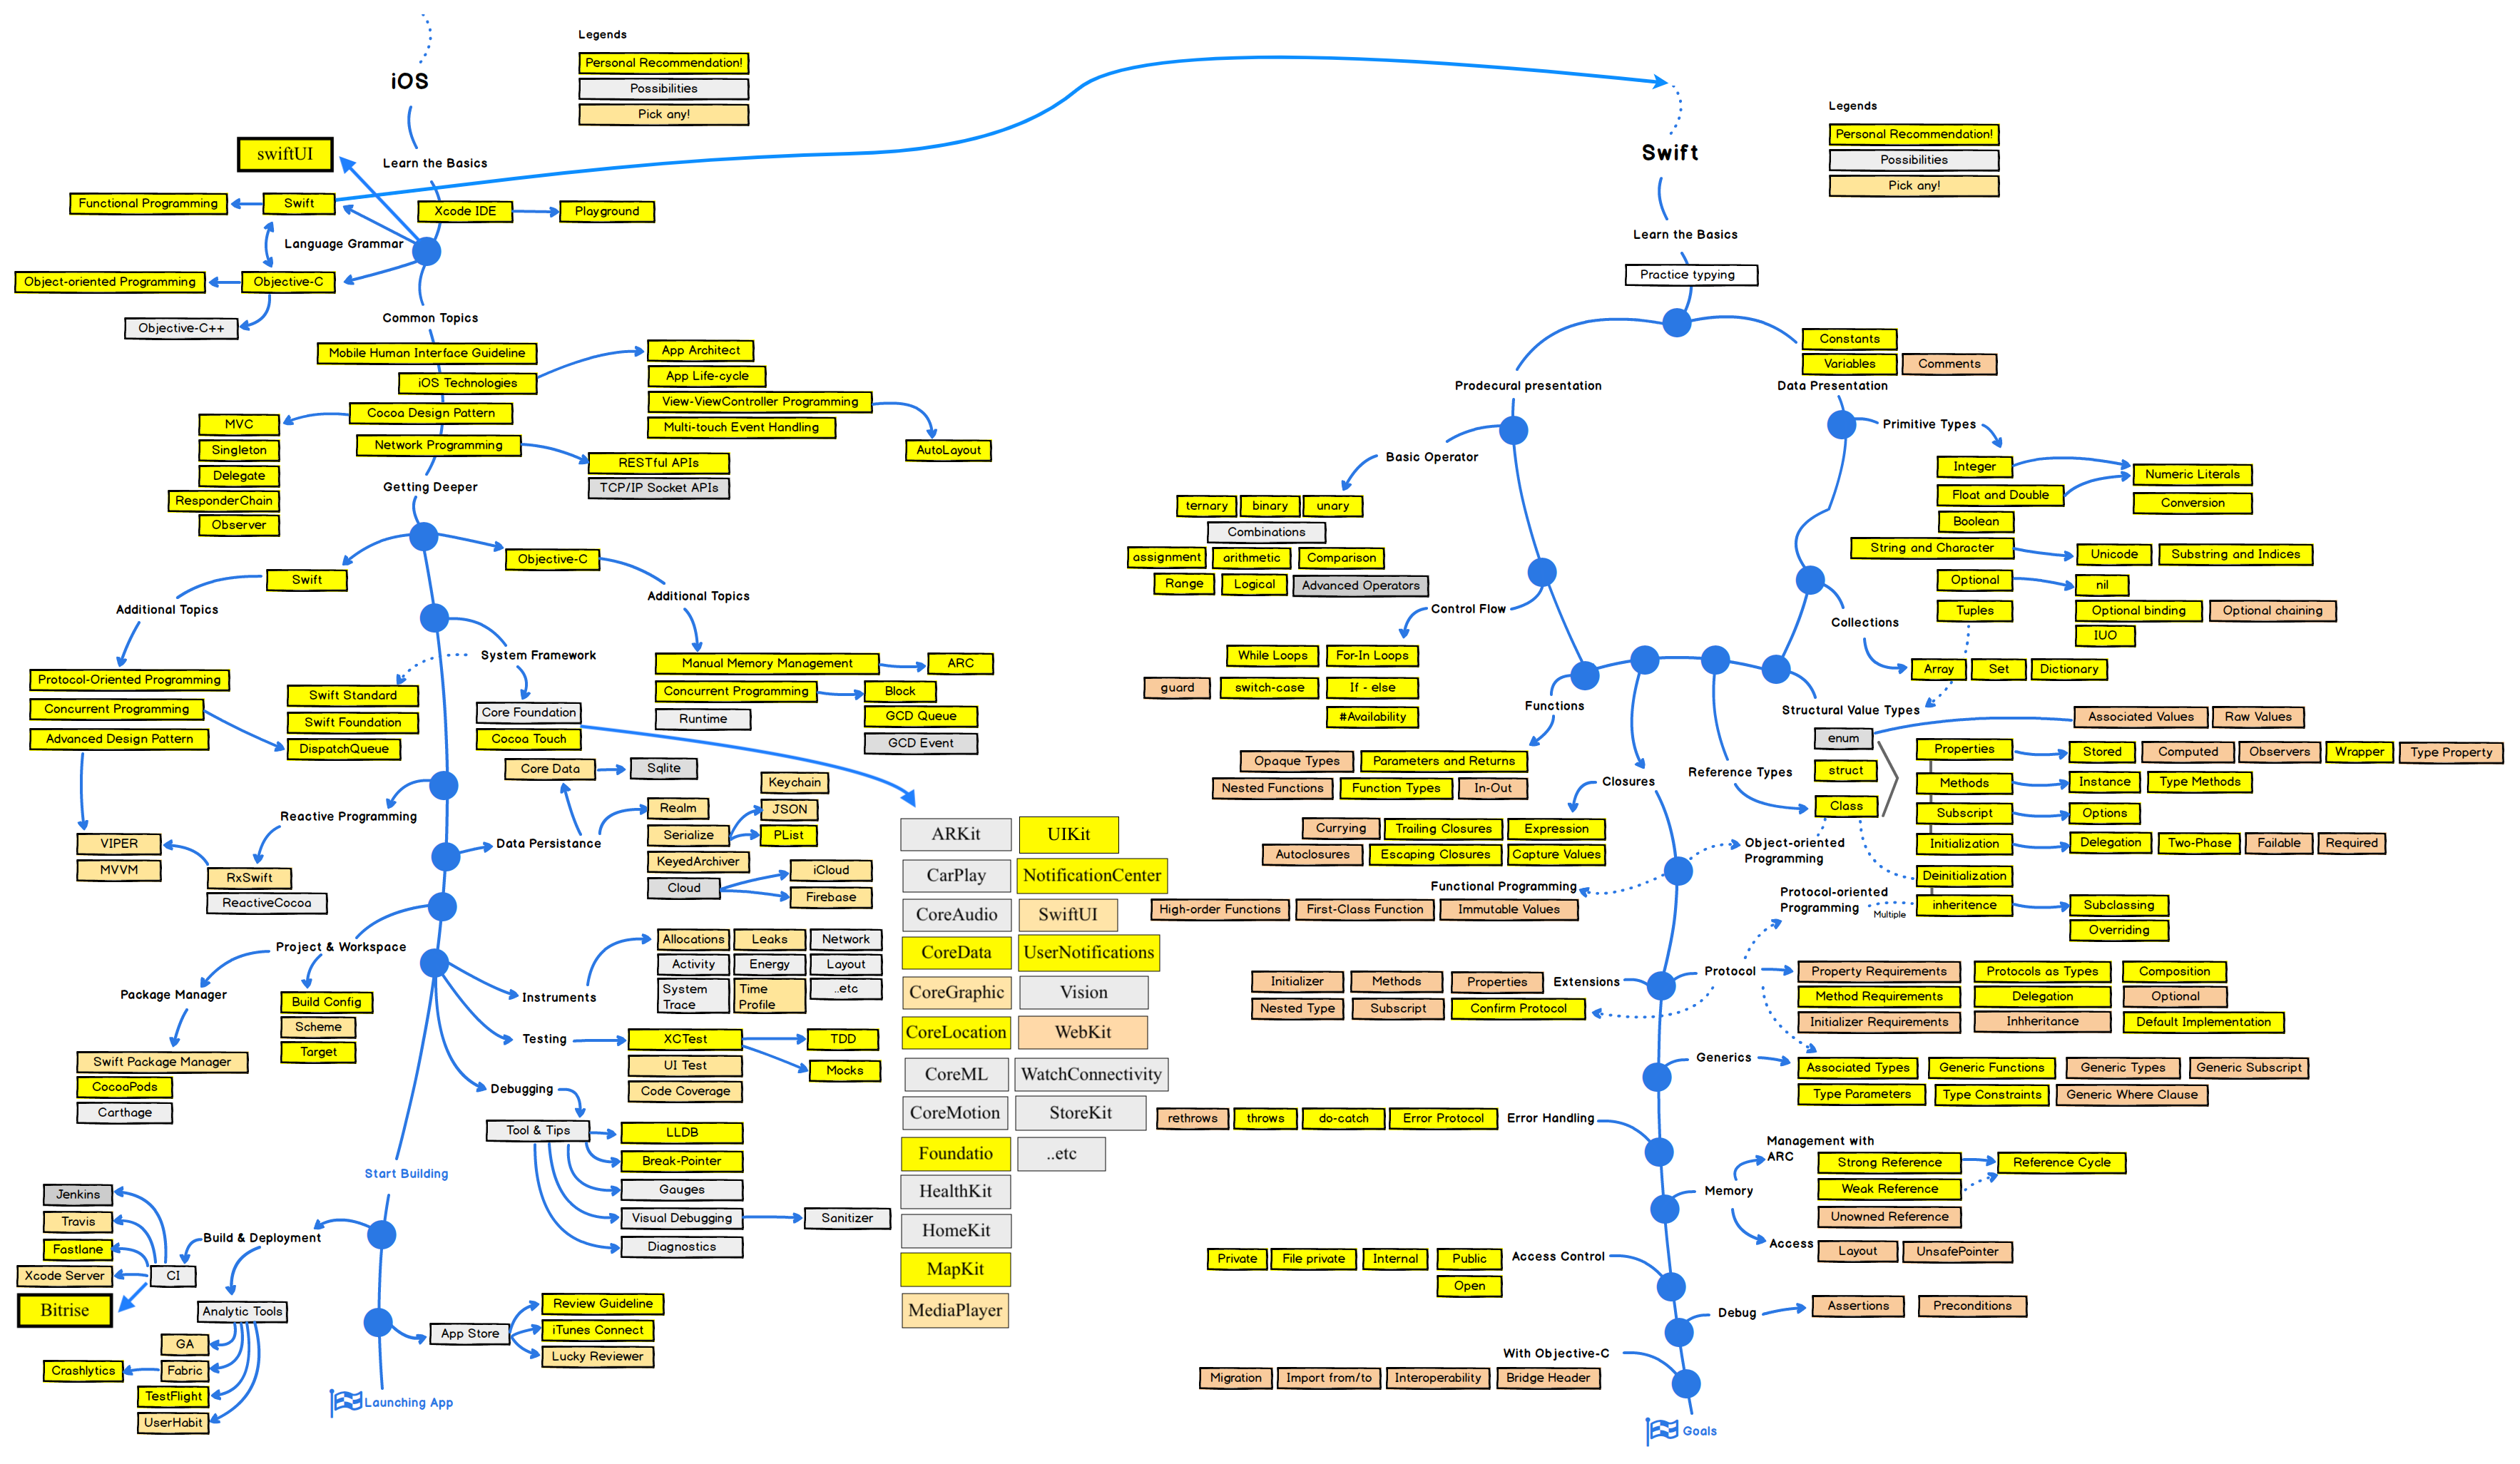 iOS
Legends
Personal Recommendation!
Possibilities
Pick any!
Learn the Basics
swiftUI
Functional Programming
Swift
Xcode IDE
Playground
Language Grammar
Object-oriented Programming
Objective-C
Objective-C++
Common Topics
Mobile Human Interface Guideline
iOS Technologies
App Architect
App Life-cycle
View-ViewController Programming
Multi-touch Event Handling
AutoLayout
Cocoa Design Pattern
MVC
Singleton
Delegate
ResponderChain
Observer
Network Programming
RESTful APIs
TCP/IP Socket APIs
Getting Deeper
Swift
Objective-C
Additional Topics
Additional Topics
Protocol-Oriented Programming
Concurrent Programming
Advanced Design Pattern
System Framework
Swift Standard
Swift Foundation
DispatchQueue
Core Foundation
Cocoa Touch
Manual Memory Management
ARC
Concurrent Programming
Block
Runtime
GCD Queue
GCD Event
Core Data
Sqlite
Keychain
Realm
JSON
Serialize
PList
KeyedArchiver
Cloud
iCloud
Firebase
Data Persistance
Reactive Programming
VIPER
MVVM
RxSwift
ReactiveCocoa
Project & Workspace
Package Manager
Build Config
Scheme
Target
Swift Package Manager
CocoaPods
Carthage
Instruments
Allocations
Leaks
Network
Activity
Energy
Layout
System
Trace
Time
Profile
..etc
Testing
XCTest
TDD
UI Test
Mocks
Code Coverage
Debugging
Tool & Tips
LLDB
Break-Pointer
Gauges
Visual Debugging
Sanitizer
Diagnostics
Start Building
Build & Deployment
Jenkins
Travis
Fastlane
Xcode Server
CI
Bitrise
Analytic Tools
GA
Crashlytics
Fabric
TestFlight
UserHabit
App Store
Review Guideline
iTunes Connect
Lucky Reviewer
Launching App
ARKit
UIKit
CarPlay
NotificationCenter
CoreAudio
SwiftUI
CoreData
UserNotifications
CoreGraphic
Vision
CoreLocation
WebKit
CoreML
WatchConnectivity
CoreMotion
StoreKit
Foundatio
..etc
HealthKit
HomeKit
MapKit
MediaPlayer
Swift
Legends
Personal Recommendation!
Possibilities
Pick any!
Learn the Basics
Practice typying
Prodecural presentation
Constants
Variables
Comments
Data Presentation
Basic Operator
ternary
binary
unary
Combinations
assignment
arithmetic
Comparison
Range
Logical
Advanced Operators
Control Flow
While Loops
For-In Loops
guard
switch-case
If - else
#Availability
Functions
Opaque Types
Parameters and Returns
Nested Functions
Function Types
In-Out
Closures
Currying
Trailing Closures
Expression
Autoclosures
Escaping Closures
Capture Values
Primitive Types
Integer
Numeric Literals
Float and Double
Conversion
Boolean
String and Character
Unicode
Substring and Indices
Optional
nil
Tuples
Optional binding
Optional chaining
IUO
Collections
Array
Set
Dictionary
Structural Value Types
enum
Associated Values
Raw Values
struct
Class
Reference Types
Properties
Stored
Computed
Observers
Wrapper
Type Property
Methods
Instance
Type Methods
Subscript
Options
Initialization
Delegation
Two-Phase
Failable
Required
Deinitialization
inheritence
Subclassing
Overriding
Object-oriented
Programming
Functional Programming
High-order Functions
First-Class Function
Immutable Values
Protocol-oriented
Programming
Multiple
Extensions
Initializer
Methods
Properties
Nested Type
Subscript
Confirm Protocol
Protocol
Property Requirements
Protocols as Types
Composition
Method Requirements
Delegation
Optional
Initializer Requirements
Inhheritance
Default Implementation
Generics
Associated Types
Generic Functions
Generic Types
Generic Subscript
Type Parameters
Type Constraints
Generic Where Clause
rethrows
throws
do-catch
Error Protocol
Error Handling
Memory
Management with
ARC
Strong Reference
Reference Cycle
Weak Reference
Unowned Reference
Access
Layout
UnsafePointer
Private
File private
Internal
Public
Open
Access Control
Debug
Assertions
Preconditions
With Objective-C
Migration
Import from/to
Interoperability
Bridge Header
Goals